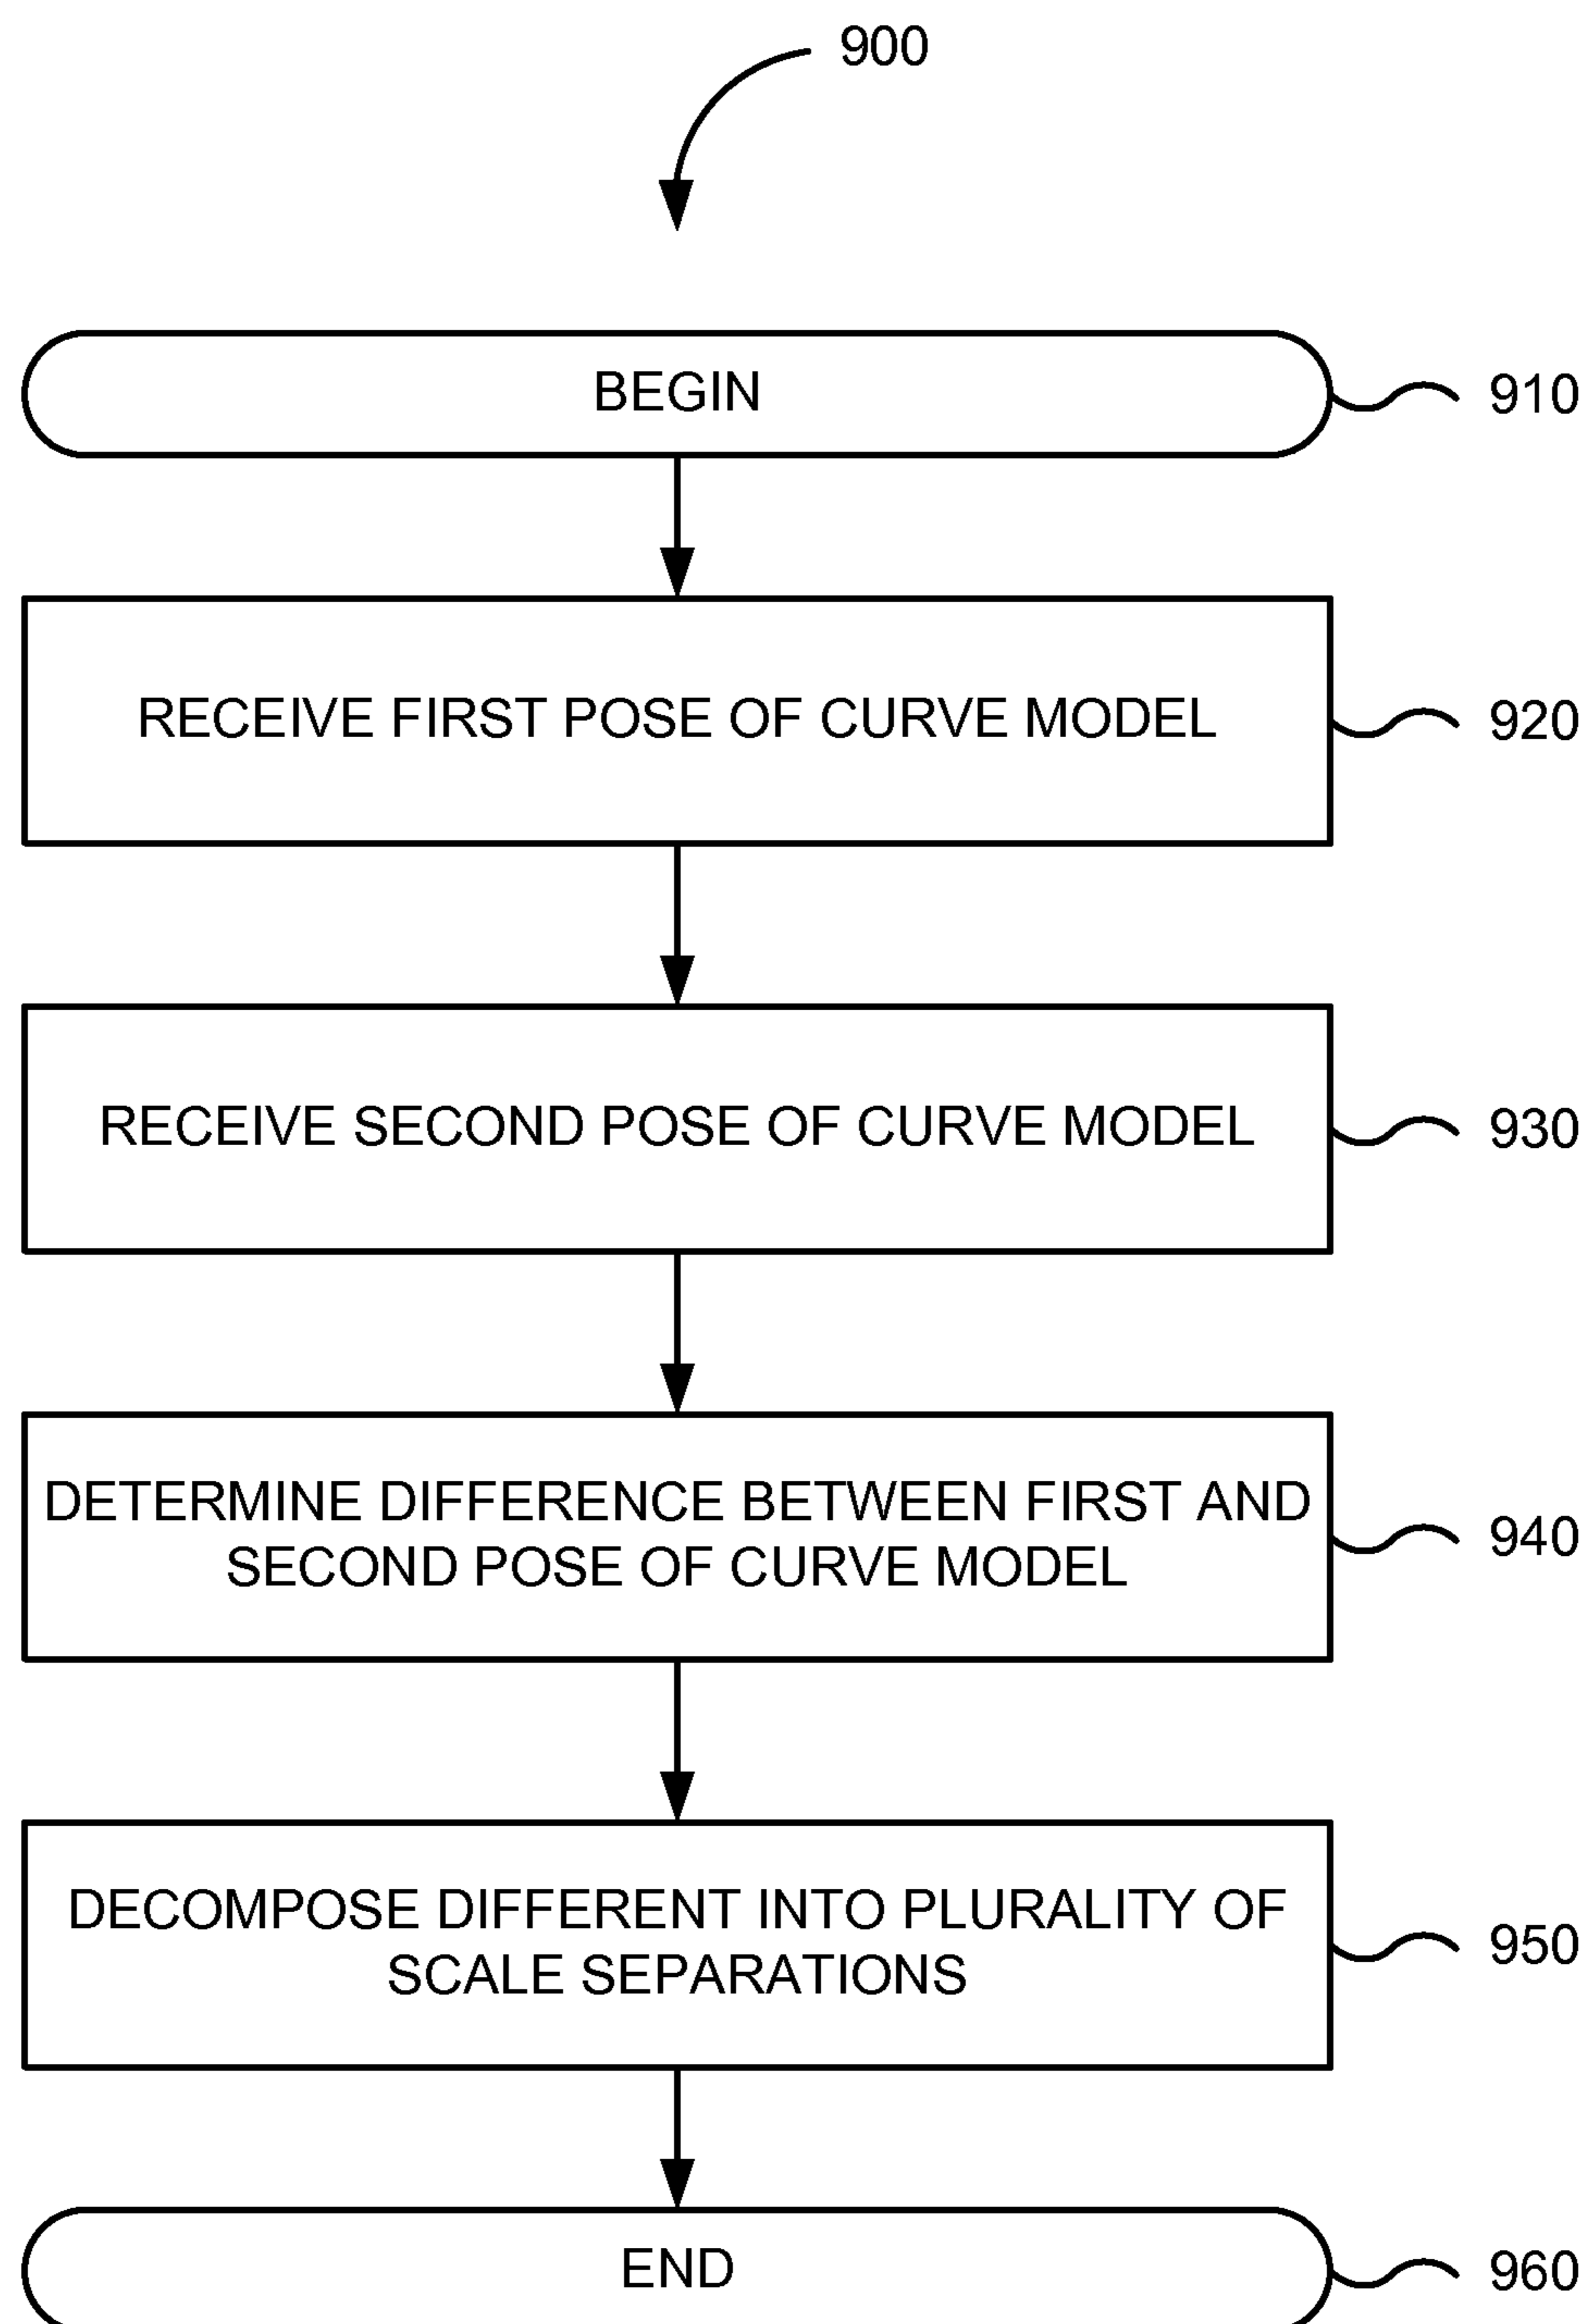 900
BEGIN
910
RECEIVE FIRST POSE OF CURVE MODEL
920
RECEIVE SECOND POSE OF CURVE MODEL
930
DETERMINE DIFFERENCE BETWEEN FIRST AND
SECOND POSE OF CURVE MODEL
940
DECOMPOSE DIFFERENT INTO PLURALITY OF
SCALE SEPARATIONS
950
END
960